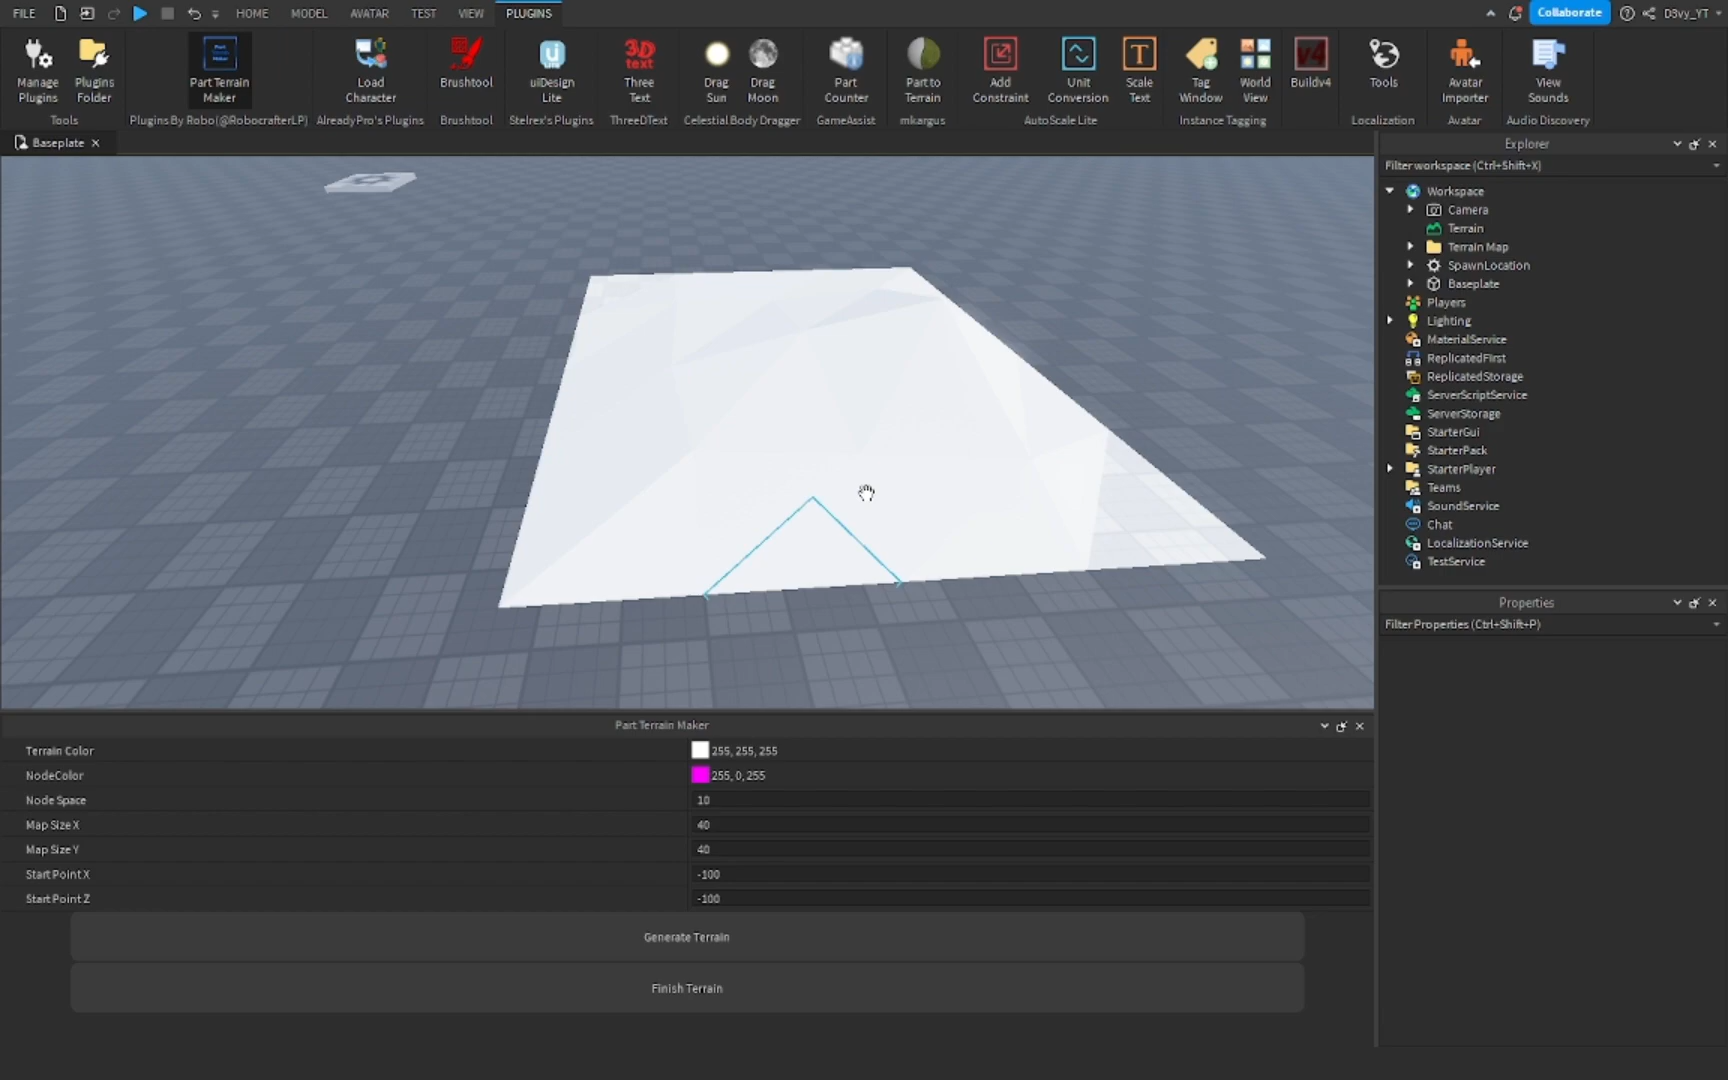 FILE HOME MODEL AVATAR TEST VIEW PLUGINS Collaborate D3vy_YT
Manage Plugins
Plugins Folder
Part Terrain Maker
Part Terrain Maker
Load Character
Brushtool
uiDesign Lite
3D text
Three Text
Drag Sun
Drag Moon
Part Counter
Part to Terrain
Add Constraint
Unit Conversion
T
Scale Text
Tag Window
World View
v4
Buildv4
Tools
Avatar Importer
View Sounds
Tools
Plugins By Robo(@RobocrafterLP)
AlreadyPro's Plugins
Brushtool
Stelrex's Plugins
ThreeDText
Celestial Body Dragger
GameAssist
mkargus
AutoScale Lite
Instance Tagging
Localization
Avatar
Audio Discovery
Baseplate
Explorer
Filter workspace (Ctrl+Shift+X)
Workspace
Camera
Terrain
Terrain Map
SpawnLocation
Baseplate
Players
Lighting
MaterialService
ReplicatedFirst
ReplicatedStorage
ServerScriptService
ServerStorage
StarterGui
StarterPack
StarterPlayer
Teams
SoundService
Chat
LocalizationService
TestService
Properties
Filter Properties (Ctrl+Shift+P)
Part Terrain Maker
Terrain Color 255, 255, 255
NodeColor 255, 0, 255
Node Space 10
Map Size X 40
Map Size Y 40
Start Point X -100
Start Point Z -100
Generate Terrain
Finish Terrain